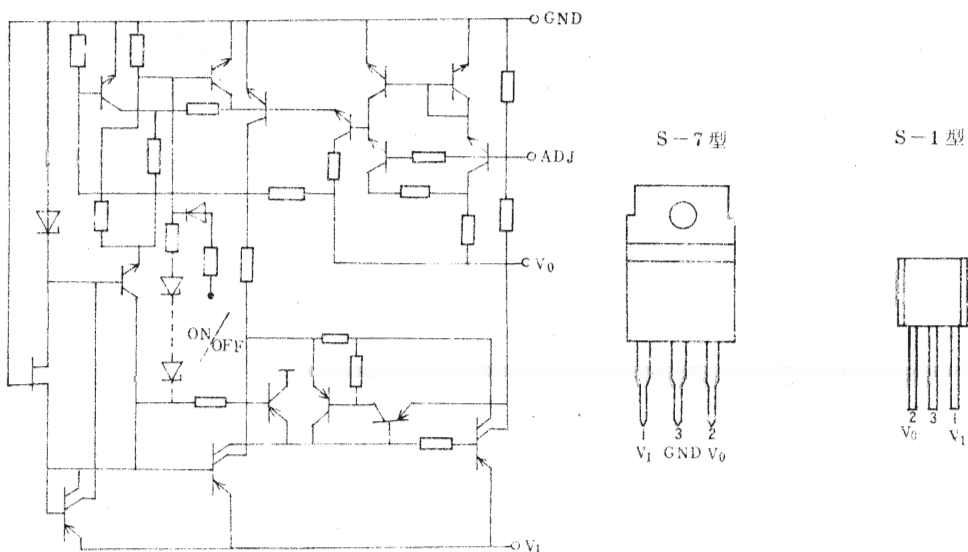 GND
ADJ
V₀
ON/OFF
V₁
S-7 型
1 3 2
V_I GND V₀
S-1 型
2 3 1
V₀ V₁